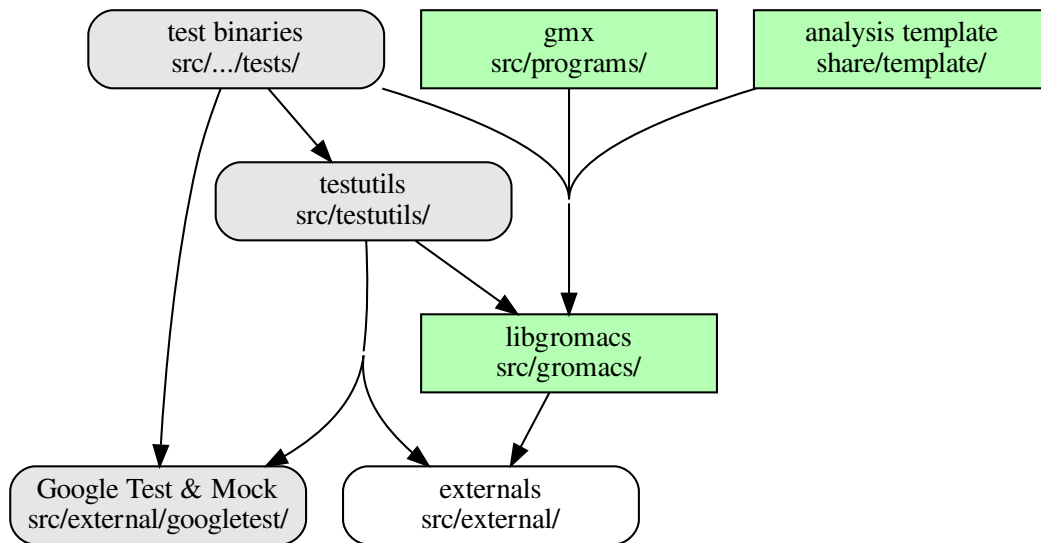 test binaries
src/.../tests/
gmx
src/programs/
analysis template
share/template/
testutils
src/testutils/
libgromacs
src/gromacs/
Google Test & Mock
src/external/googletest/
externals
src/external/